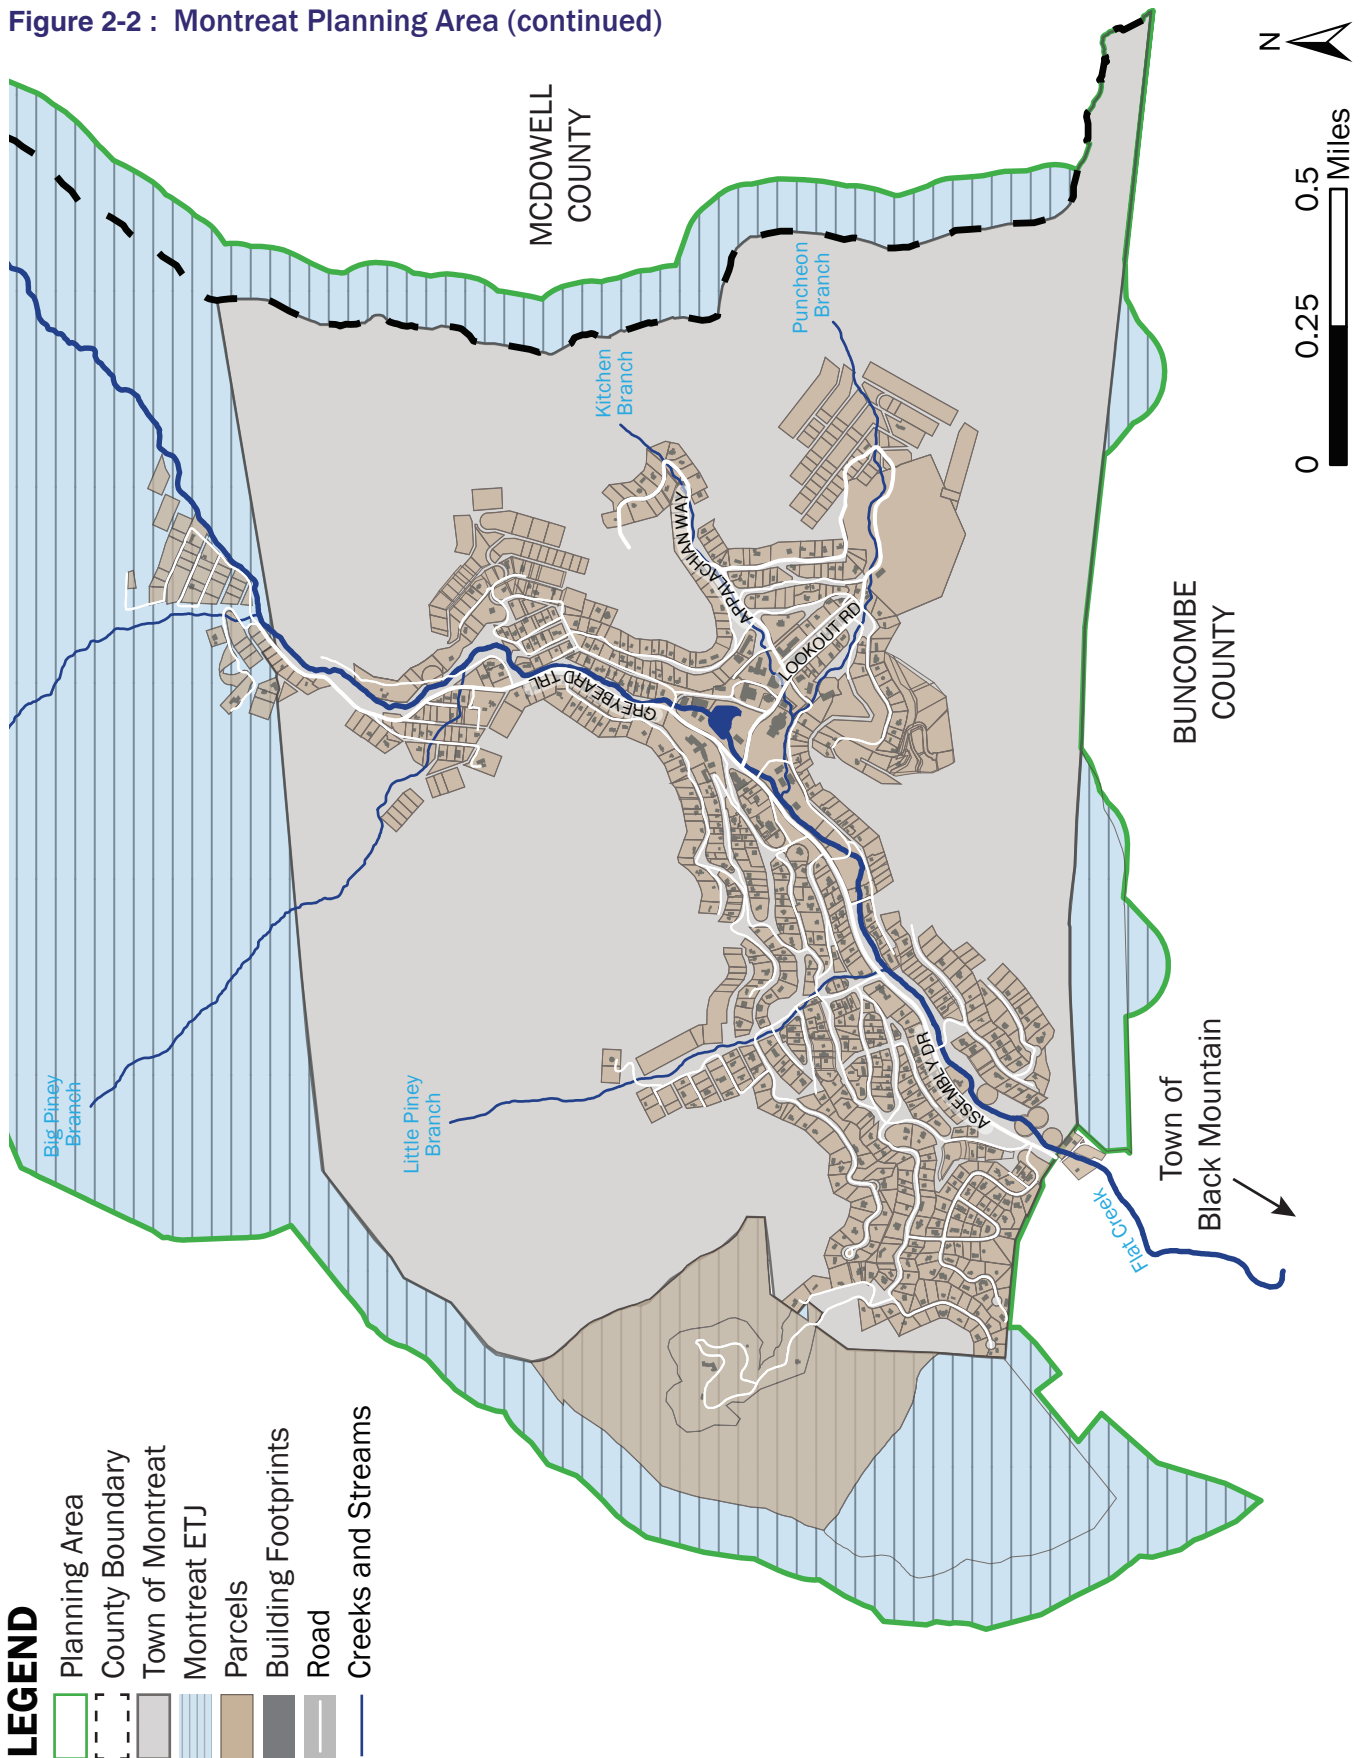 Figure 2-2 : Montreat Planning Area (continued)
N
0
0.25
0.5
Miles
MCDOWELL
COUNTY
Puncheon
Branch
Kitchen
Branch
APPALACHIAN WAY
LOOKOUT RD
GREYBEARD TRL
BUNCOMBE
COUNTY
Big Piney
Branch
Little Piney
Branch
ASSEMBLY DR
Flat Creek
Town of
Black Mountain
LEGEND
Planning Area
County Boundary
Town of Montreat
Montreat ETJ
Parcels
Building Footprints
Road
Creeks and Streams